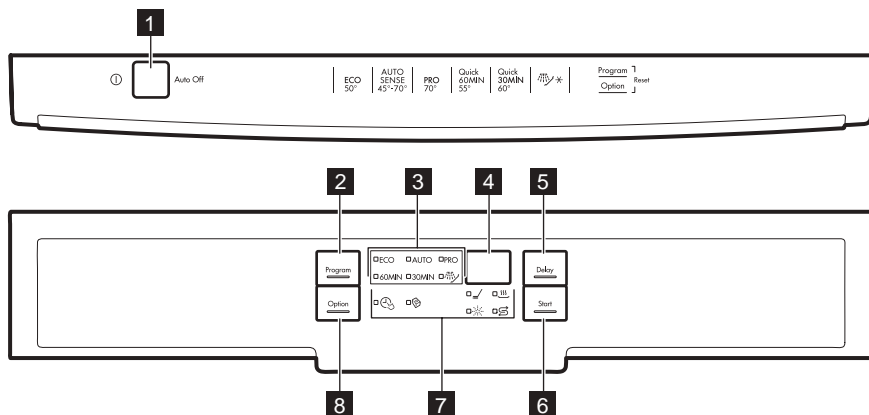 1
Auto Off
ECO
50°
AUTO
SENSE
45°-70°
PRO
70°
Quick
60MIN
55°
Quick
30MIN
60°
Program
Option
Reset
2
3
4
5
Program
ECO
AUTO
PRO
Delay
60MIN
30MIN
Option
Start
8
7
6